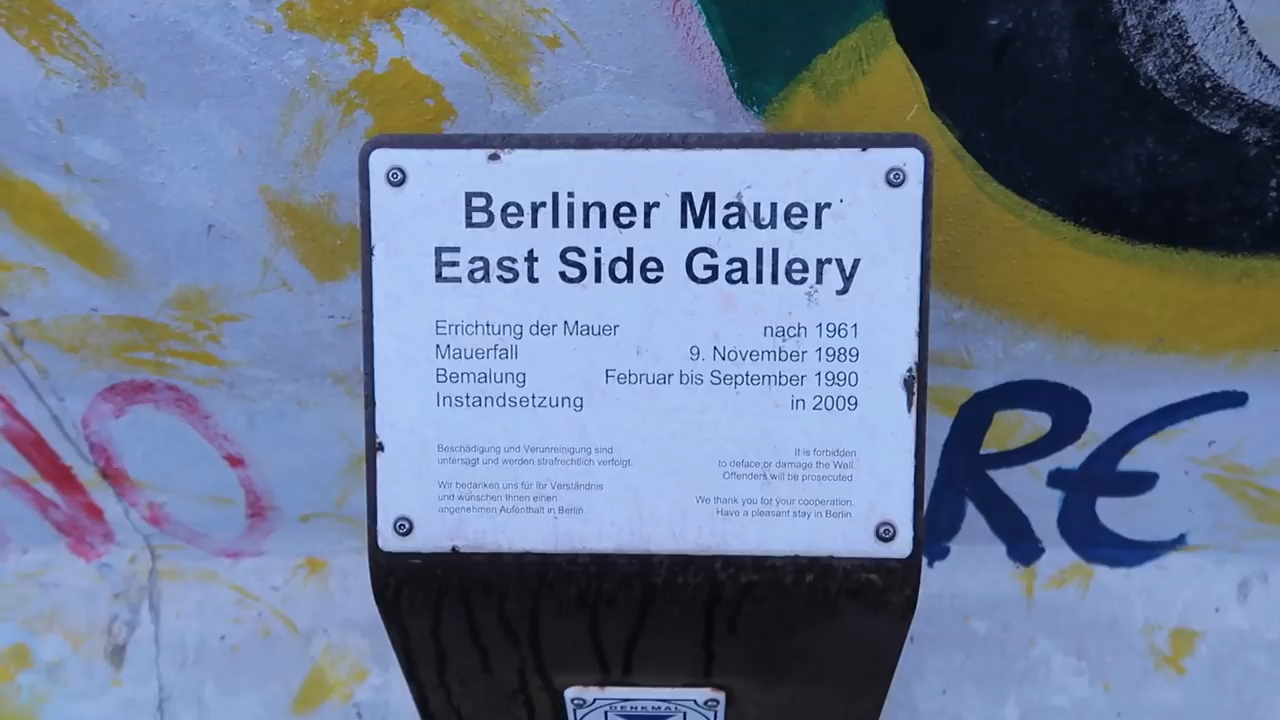 Berliner Mauer
East Side Gallery
Errichtung der Mauer nach 1961
Mauerfall 9. November 1989
Bemalung Februar bis September 1990
Instandsetzung in 2009
Beschädigung und Verunreinigung sind
untersagt und werden strafrechtlich verfolgt.
Wir bedanken uns für Ihr Verständnis
und wünschen Ihnen einen
angenehmen Aufenthalt in Berlin.
It is forbidden
to deface or damage the Wall.
Offenders will be prosecuted.
We thank you for your cooperation.
Have a pleasant stay in Berlin.
NO
RE
DENKMAL